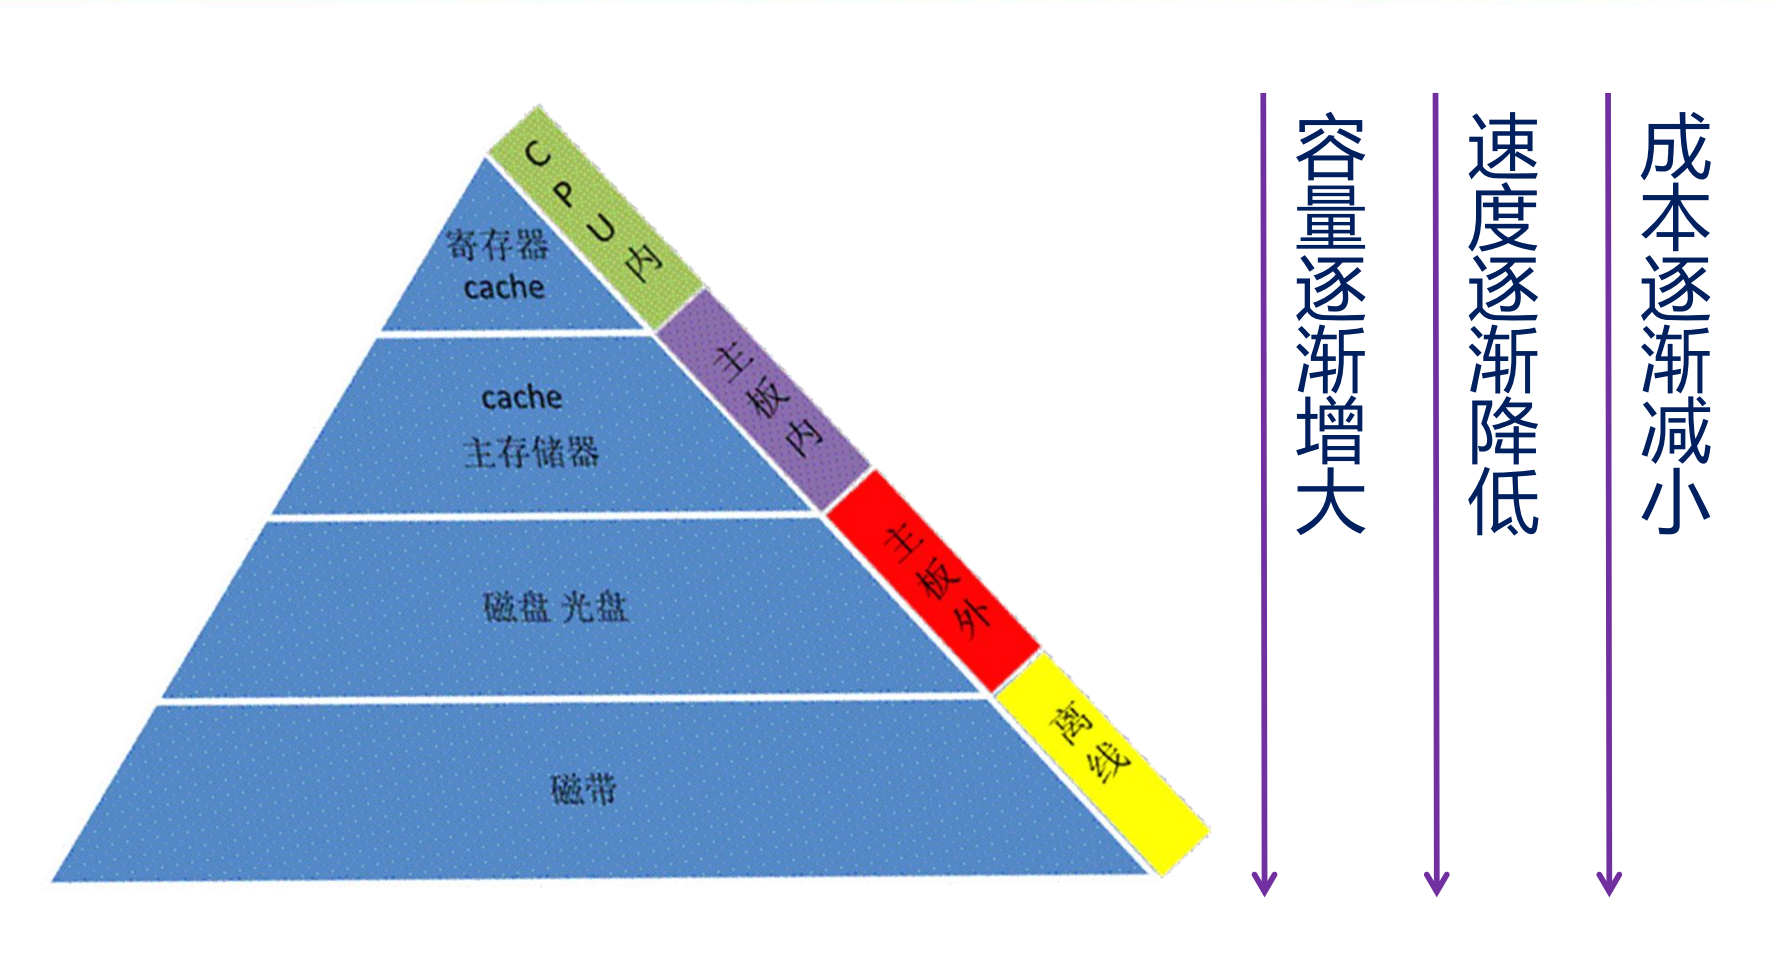 CPU内
寄存器
cache
主板内
cache
主存储器
主板外
磁盘 光盘
离线
磁带
容量逐渐增大
速度逐渐降低
成本逐渐减小